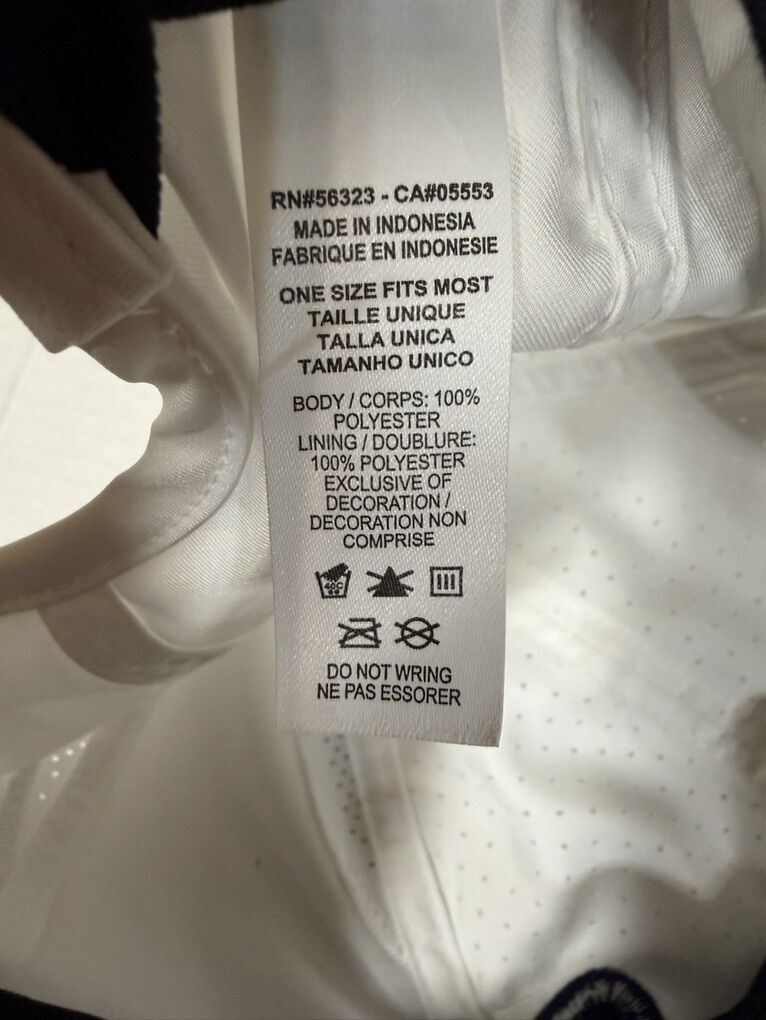 RN#56323 - CA#05553
MADE IN INDONESIA
FABRIQUE EN INDONESIE
ONE SIZE FITS MOST
TAILLE UNIQUE
TALLA UNICA
TAMANHO UNICO
BODY / CORPS: 100%
POLYESTER
LINING / DOUBLURE:
100% POLYESTER
EXCLUSIVE OF
DECORATION /
DECORATION NON
COMPRISE
40C
DO NOT WRING
NE PAS ESSORER